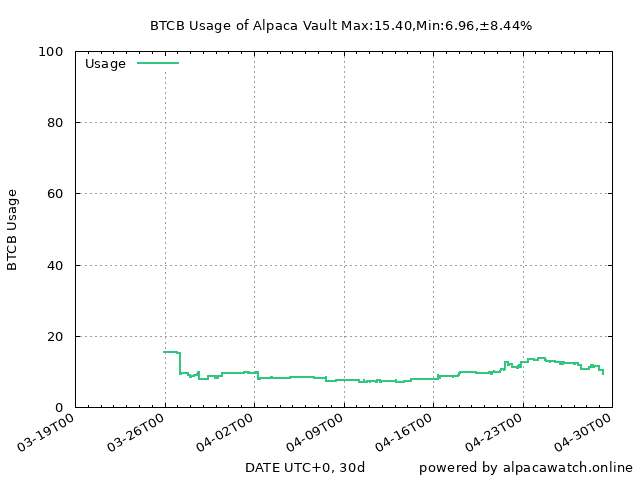 BTCB Usage of Alpaca Vault Max:15.40,Min:6.96,±8.44%
Usage
100
80
60
40
20
0
BTCB Usage
03-19T00
03-26T00
04-02T00
04-09T00
04-16T00
04-23T00
04-30T00
DATE UTC+0, 30d
powered by alpacawatch.online